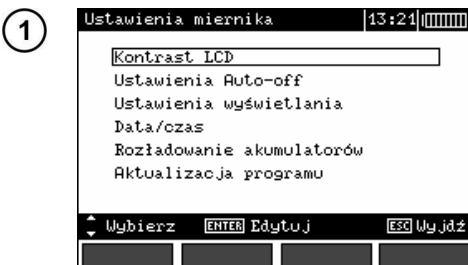 1
Ustawienia miernika 13:21
Kontrast LCD
Ustawienia Auto-off
Ustawienia wyświetlania
Data/czas
Rozładowanie akumulatorów
Aktualizacja programu
Wybierz ENTER Edytuj ESC Wyjdź